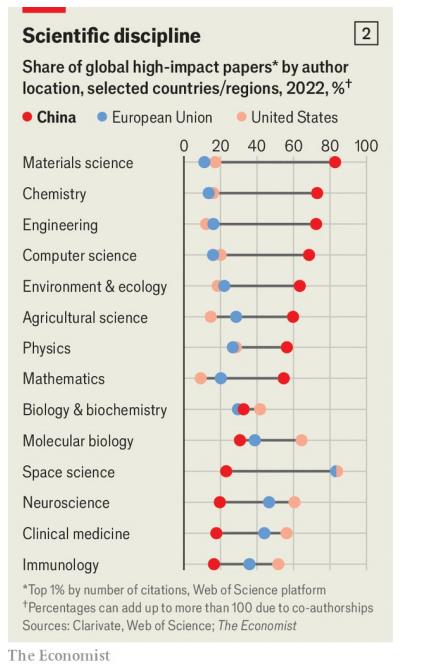 Scientific discipline
2
Share of global high-impact papers* by author
location, selected countries/regions, 2022, %†
China European Union United States
0 20 40 60 80 100
Materials science
Chemistry
Engineering
Computer science
Environment & ecology
Agricultural science
Physics
Mathematics
Biology & biochemistry
Molecular biology
Space science
Neuroscience
Clinical medicine
Immunology
*Top 1% by number of citations, Web of Science platform
†Percentages can add up to more than 100 due to co-authorships
Sources: Clarivate, Web of Science; The Economist
The Economist